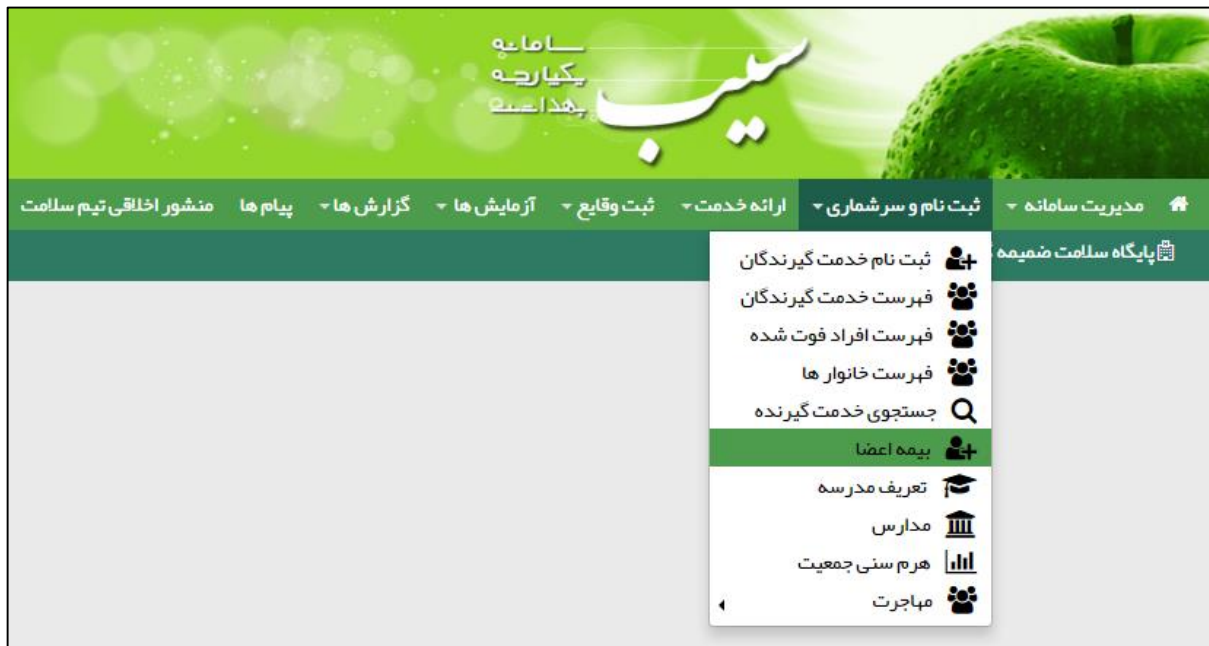 سامانه
یکپارچه
بهداشت
سیب
مدیریت سامانه ثبت نام و سرشماری ارائه خدمت ثبت وقایع آزمایش ها گزارش ها پیام ها منشور اخلاقی تیم سلامت
پایگاه سلامت ضمیمه
ثبت نام خدمت گیرندگان
فهرست خدمت گیرندگان
فهرست افراد فوت شده
فهرست خانوار ها
جستجوی خدمت گیرنده
بیمه اعضا
تعریف مدرسه
مدارس
هرم سنی جمعیت
مهاجرت